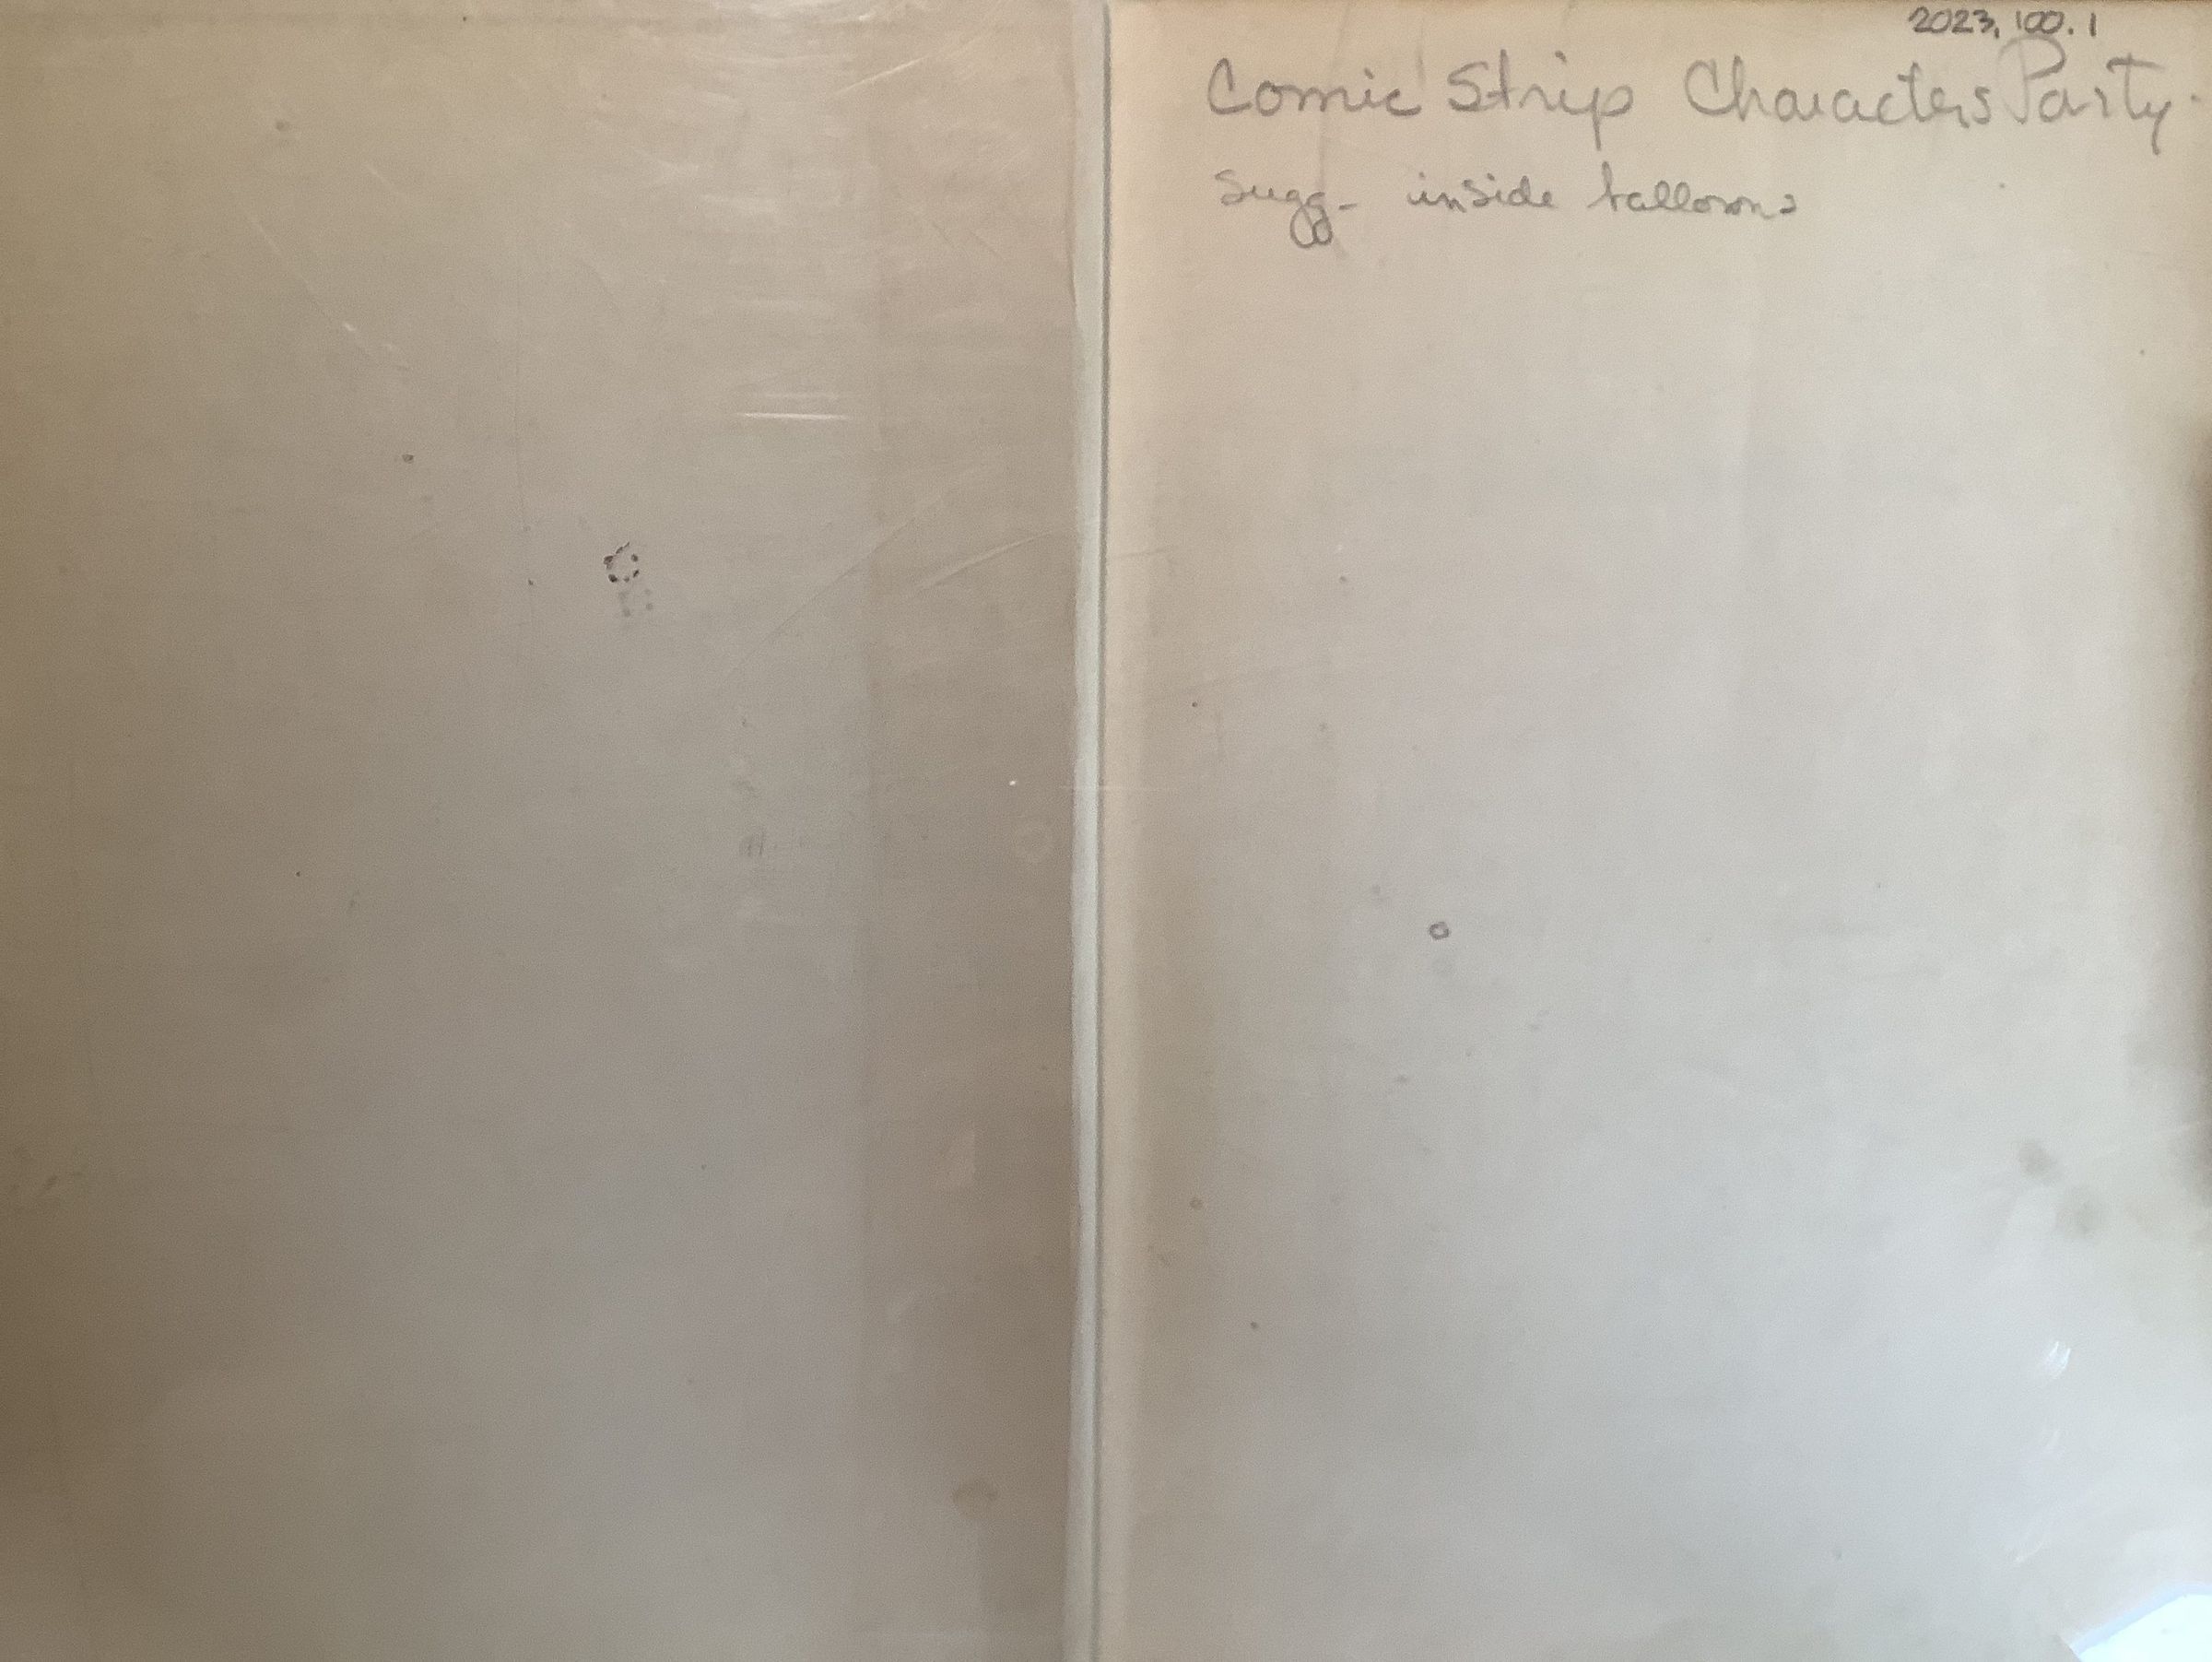 2023.100.1
Comic Strip Characters Party.
Sugg- inside balloons